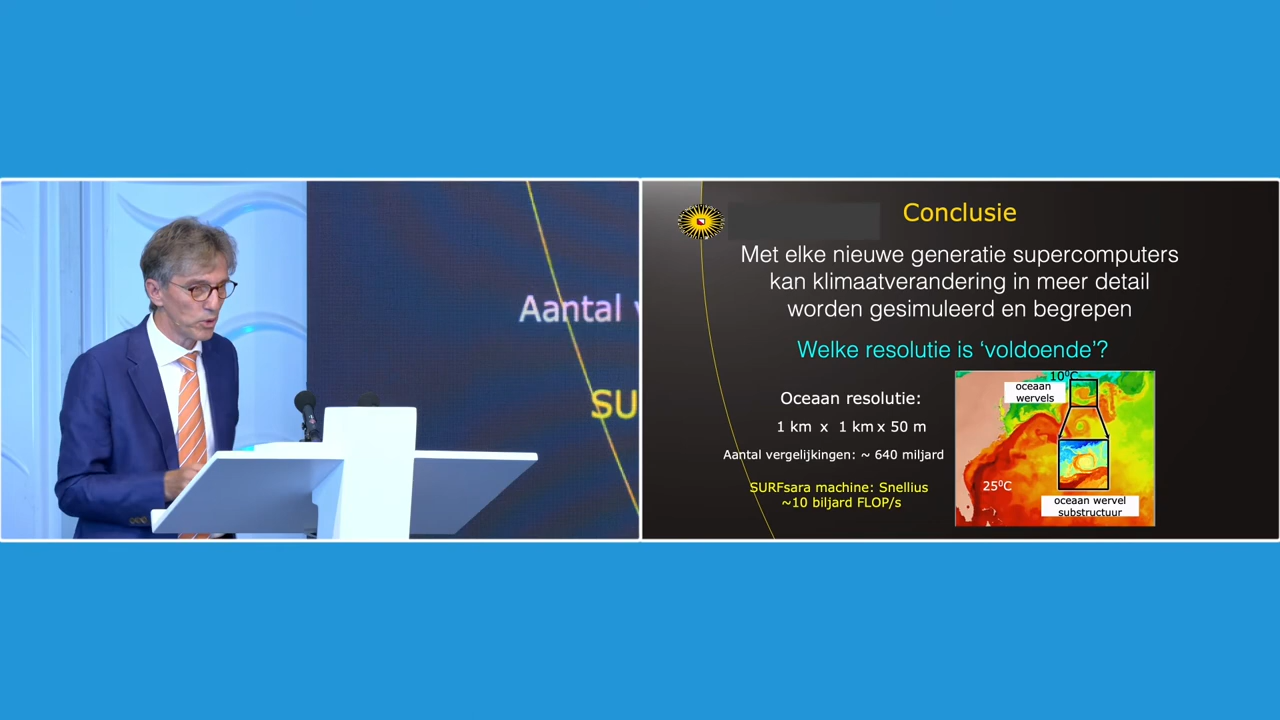 Aantal
SU
Conclusie
Met elke nieuwe generatie supercomputers
kan klimaatverandering in meer detail
worden gesimuleerd en begrepen
Welke resolutie is ‘voldoende’?
Oceaan resolutie:
1 km x 1 km x 50 m
Aantal vergelijkingen: ~ 640 miljard
SURFsara machine: Snellius
~10 biljard FLOP/s
10⁰C
oceaan
wervels
25⁰C
oceaan wervel
substructuur